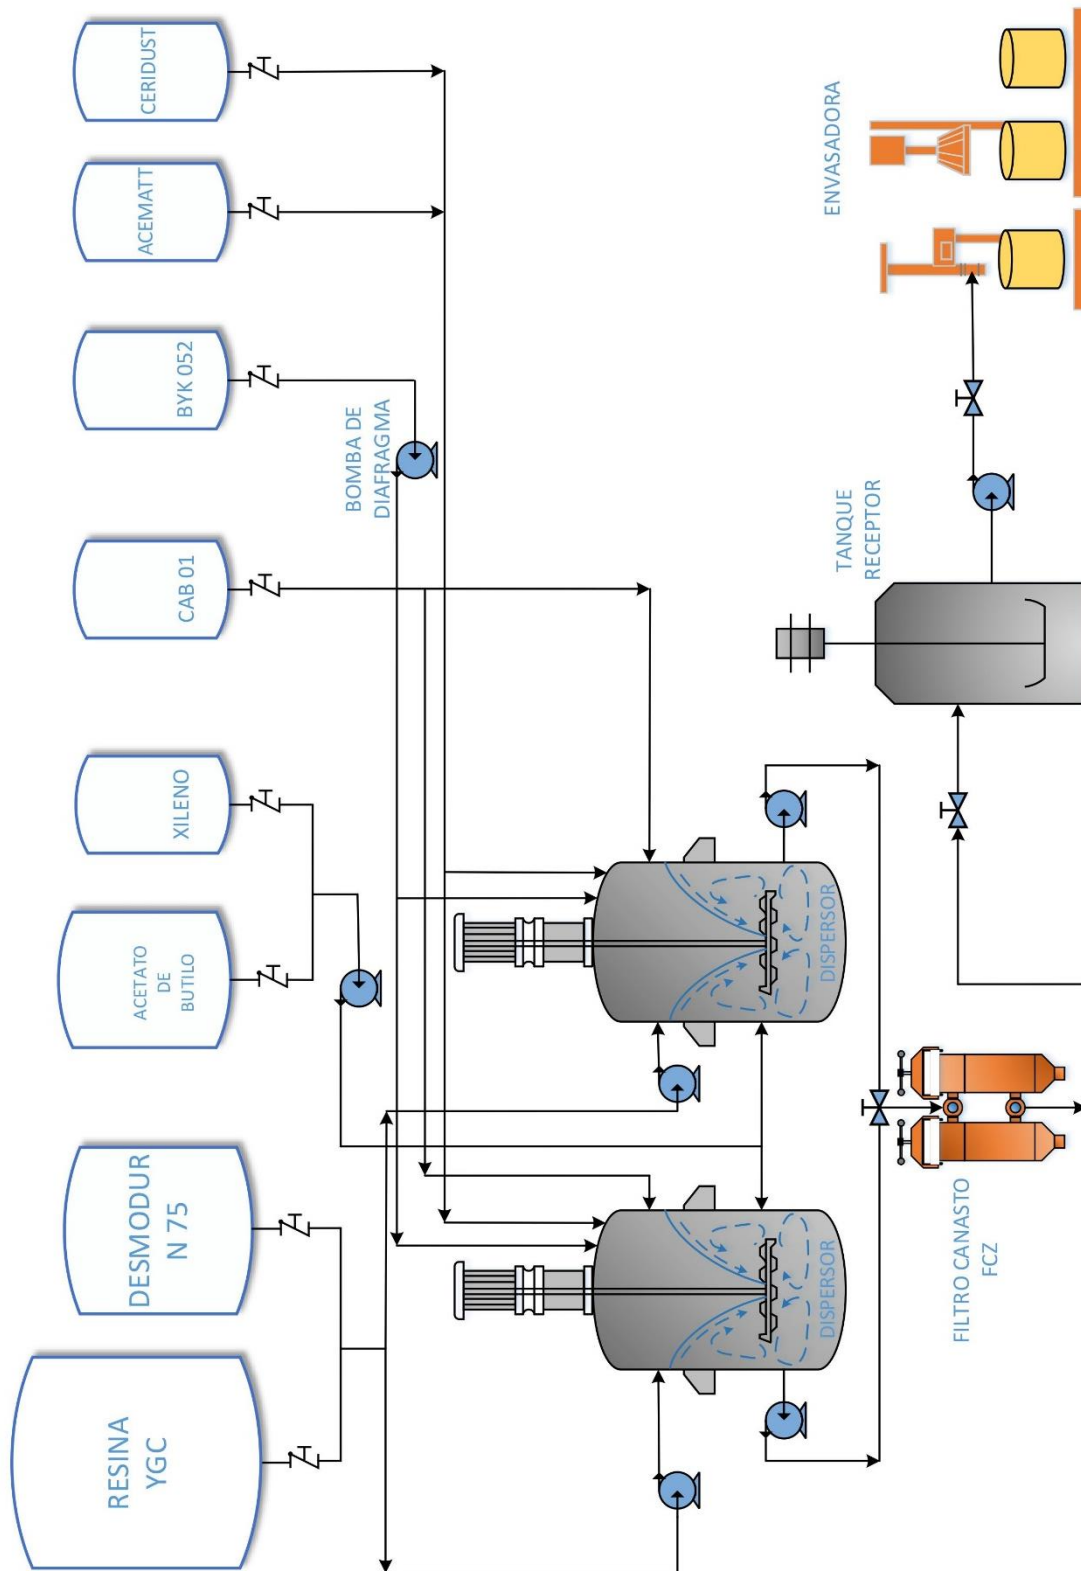 RESINA
YGC
DESMODUR
N 75
ACETATO
DE
BUTILO
XILENO
CAB 01
BYK 052
ACEMATT
CERIDUST
BOMBA DE
DIAFRAGMA
DISPERSOR
DISPERSOR
FILTRO CANASTO
FCZ
TANQUE
RECEPTOR
ENVASADORA